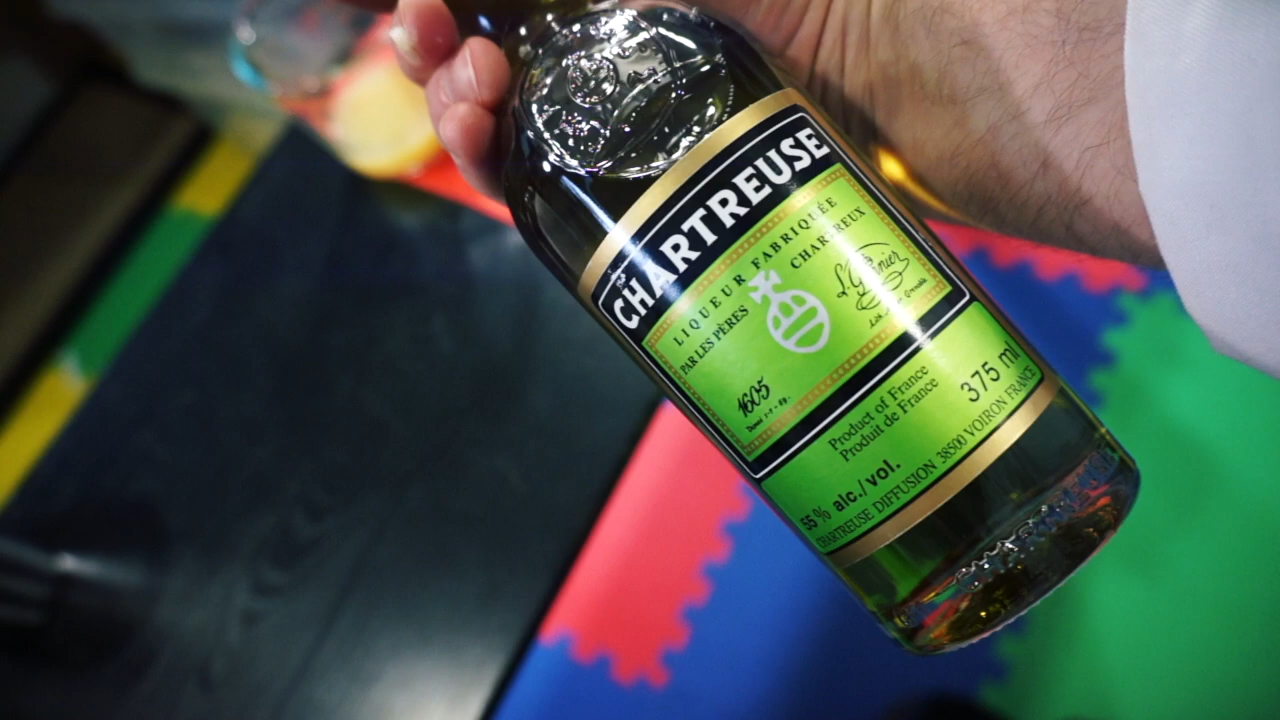 CHARTREUSE
LIQUEUR FABRIQUÉE
PAR LES PÈRES CHARTREUX
L. Garnier
1605
375 ml
Product of France
Produit de France
55% alc./vol.
CHARTREUSE DIFFUSION 38500 VOIRON FRANCE